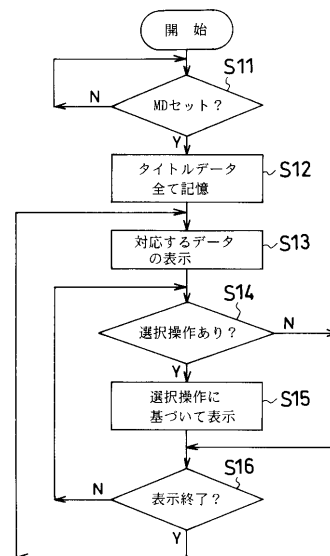 開 始
S11
N
MDセット？
Y
タイトルデータ
全て記憶
S12
対応するデータ
の表示
S13
S14
選択操作あり？
N
Y
選択操作に
基づいて表示
S15
S16
N
表示終了？
Y